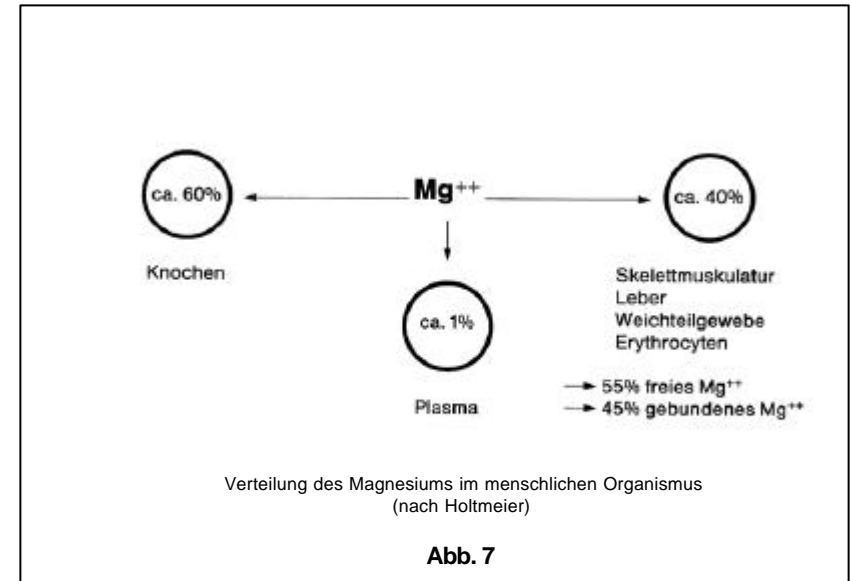 ca. 60%
Knochen
Mg++
ca. 1%
Plasma
ca. 40%
Skelettmuskulatur
Leber
Weichteilgewebe
Erythrocyten
→ 55% freies Mg++
→ 45% gebundenes Mg++
Verteilung des Magnesiums im menschlichen Organismus
(nach Holtmeier)
Abb. 7